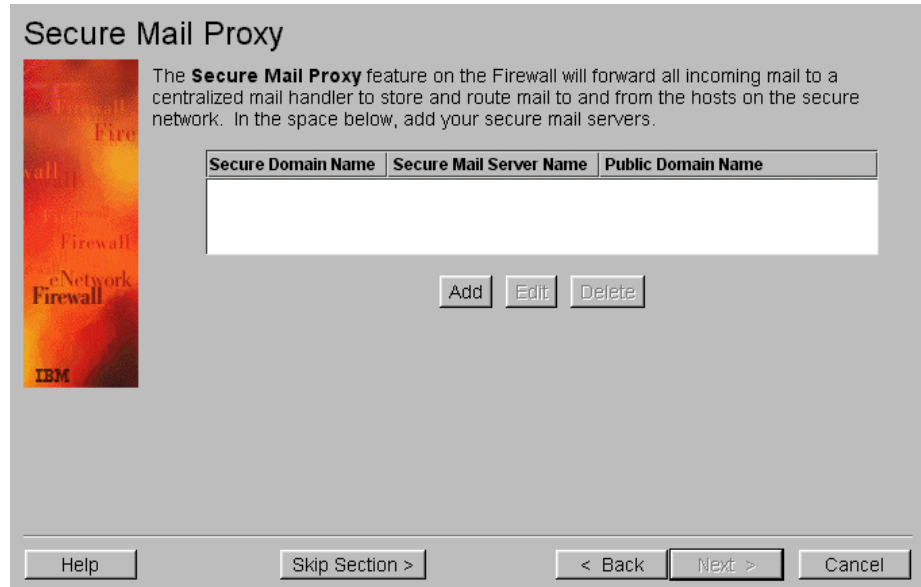 Secure Mail Proxy
The Secure Mail Proxy feature on the Firewall will forward all incoming mail to a
centralized mail handler to store and route mail to and from the hosts on the secure
network. In the space below, add your secure mail servers.
Firewall
Fire
wall
wall
Firewall
Firewall
eNetwork
Firewall
IBM
Secure Domain Name Secure Mail Server Name Public Domain Name
Add Edit Delete
Help Skip Section > < Back Next > Cancel